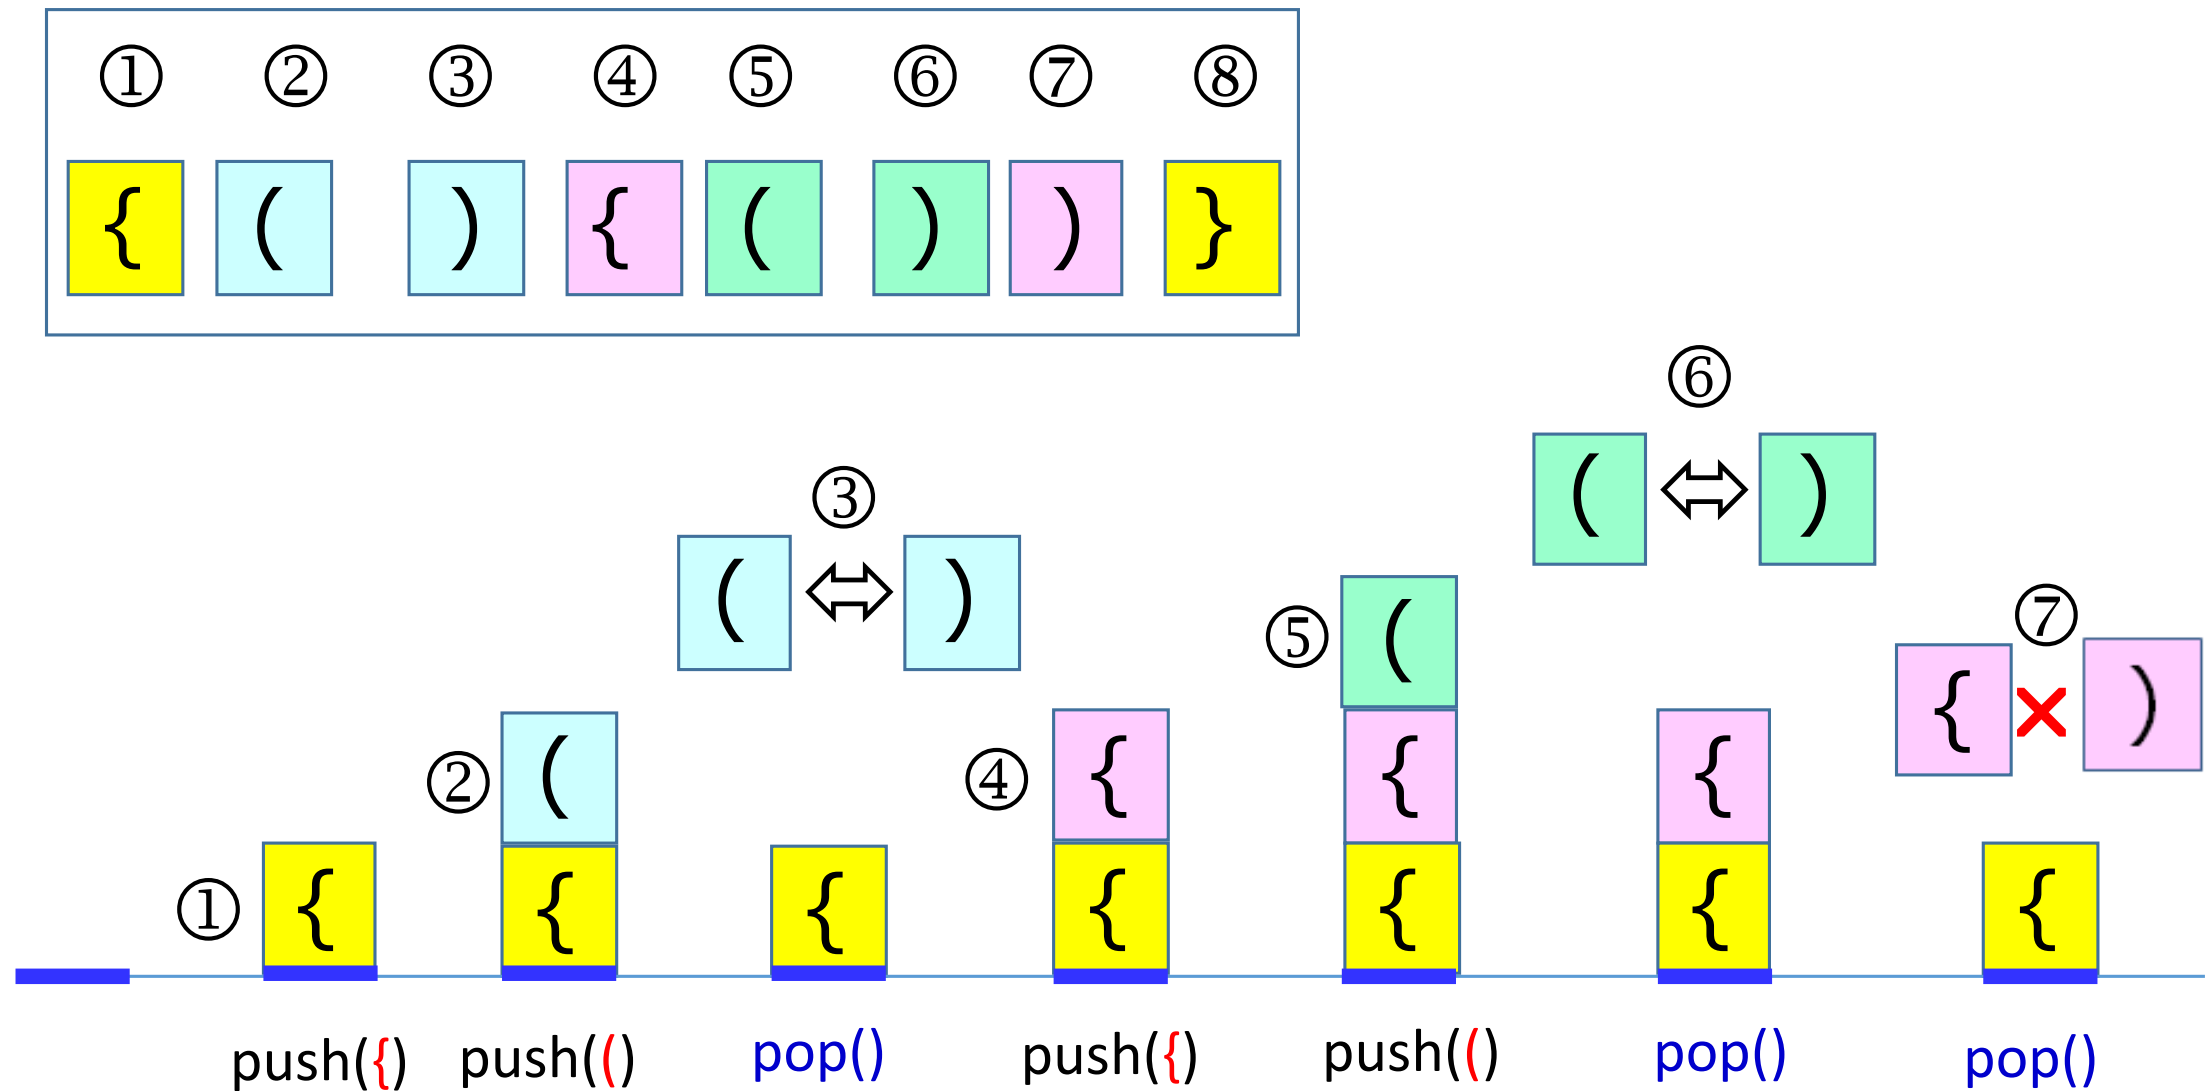 ① ② ③ ④ ⑤ ⑥ ⑦ ⑧
{ ( ) { ( ) ) }
⑥
( )
③
( )
⑤ (
⑦
{ × )
② ( ④ { { {
① { { { { { { {
push({) push(() pop() push({) push(() pop() pop()